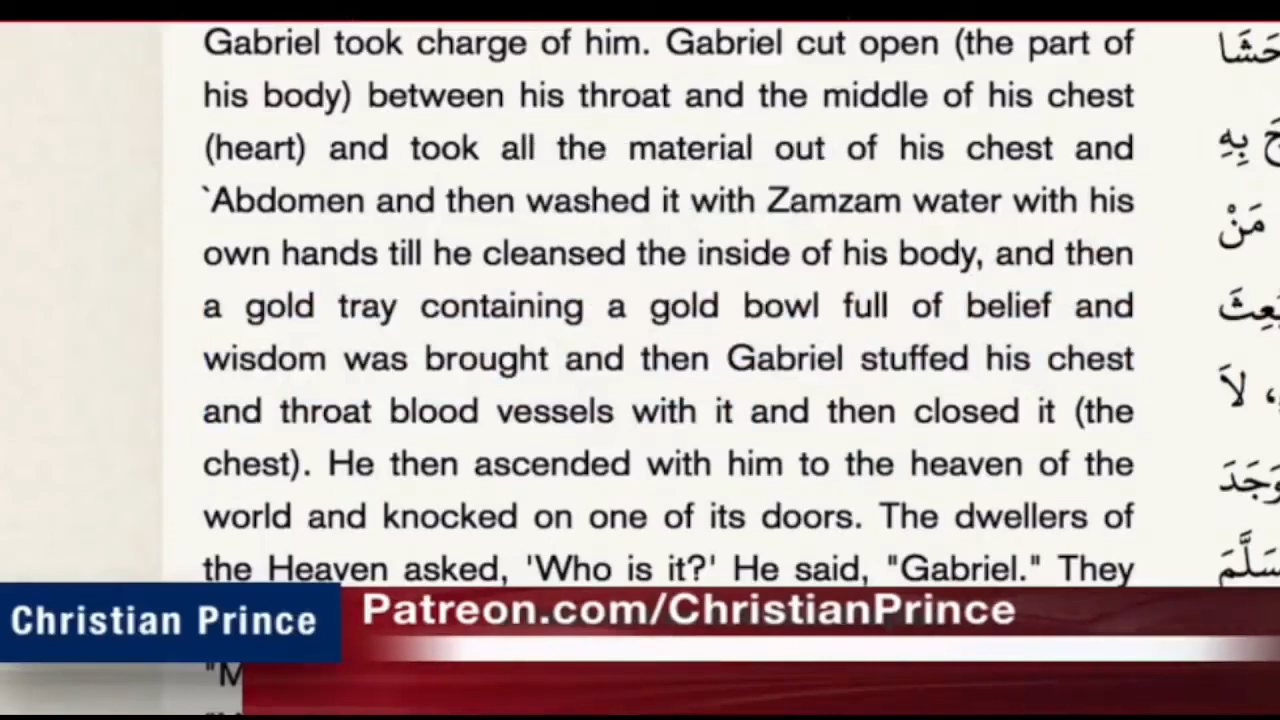 Gabriel took charge of him. Gabriel cut open (the part of
his body) between his throat and the middle of his chest
(heart) and took all the material out of his chest and
`Abdomen and then washed it with Zamzam water with his
own hands till he cleansed the inside of his body, and then
a gold tray containing a gold bowl full of belief and
wisdom was brought and then Gabriel stuffed his chest
and throat blood vessels with it and then closed it (the
chest). He then ascended with him to the heaven of the
world and knocked on one of its doors. The dwellers of
the Heaven asked, 'Who is it?' He said, "Gabriel." They
"M
حَشَا
بِهِ
مَنْ
لاَ
Christian Prince
Patreon.com/ChristianPrince